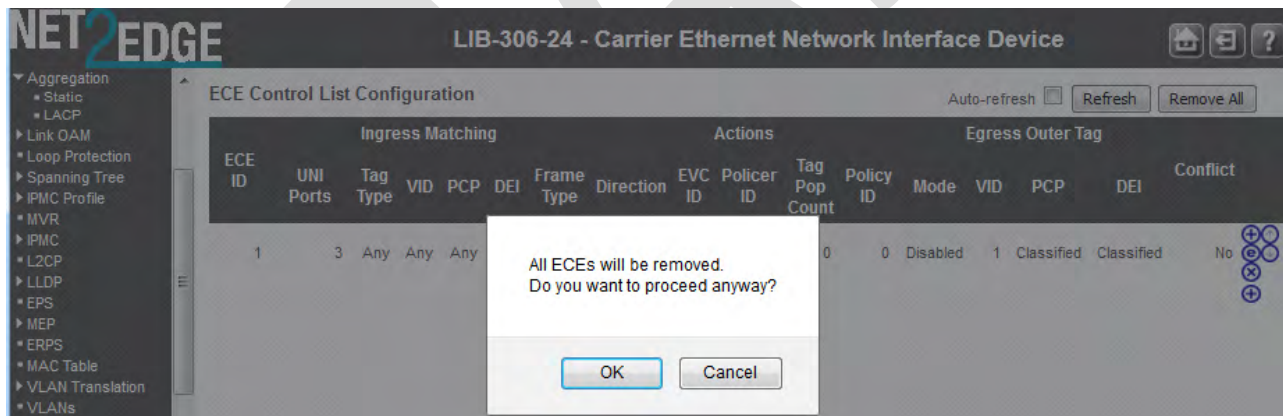 NET2EDGE
LIB-306-24 - Carrier Ethernet Network Interface Device
?
Aggregation
Static
LACP
Link OAM
Loop Protection
Spanning Tree
IPMC Profile
MVR
IPMC
L2CP
LLDP
EPS
MEP
ERPS
MAC Table
VLAN Translation
VLANs
ECE Control List Configuration
Auto-refresh Refresh Remove All
Ingress Matching Actions Egress Outer Tag
ECE ID UNI Ports Tag Type VID PCP DEI Frame Type Direction EVC ID Policer ID Tag Pop Count Policy ID Mode VID PCP DEI Conflict
1 3 Any Any Any 0 0 Disabled 1 Classified Classified No
All ECEs will be removed.
Do you want to proceed anyway?
OK Cancel